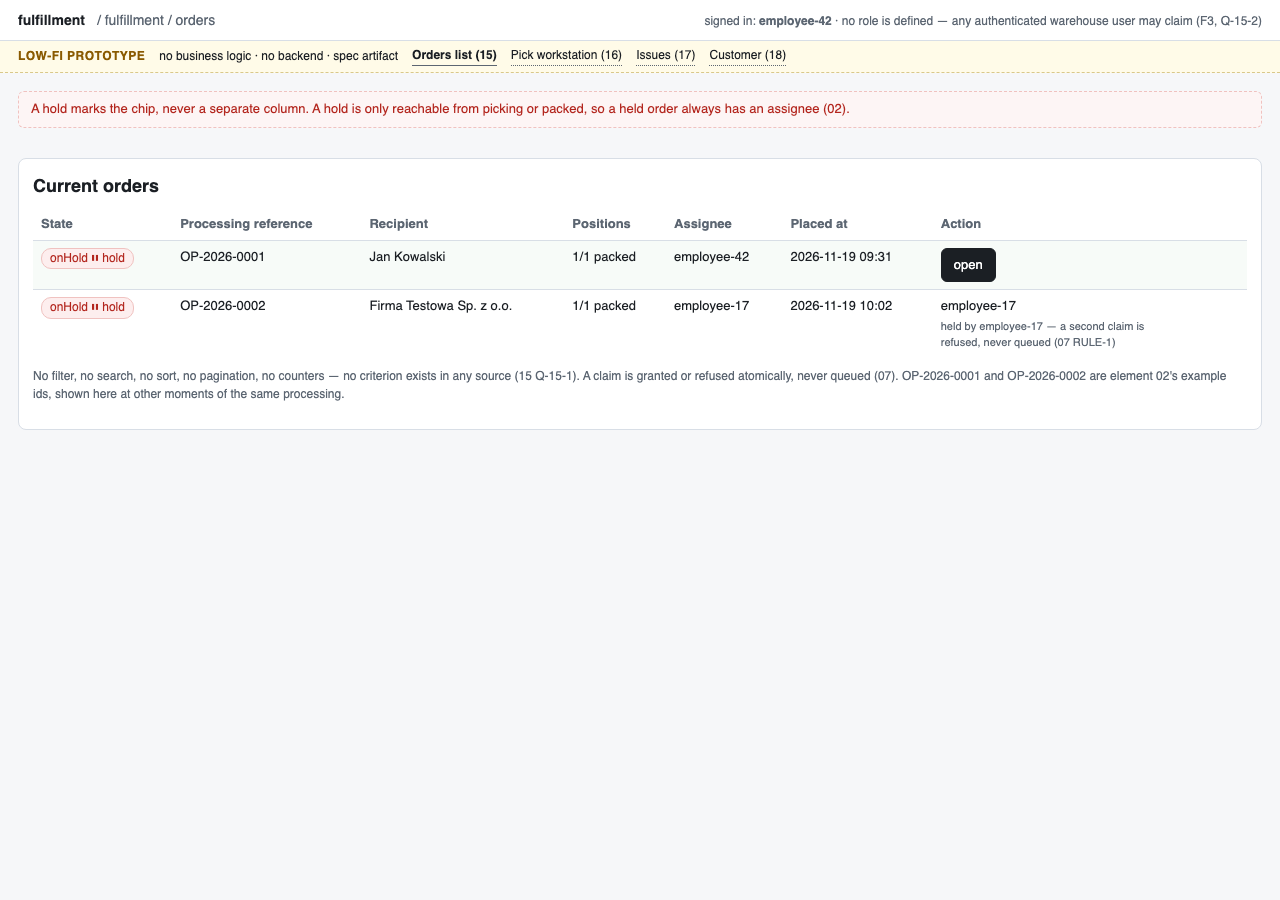 fulfillment / fulfillment / orders signed in: employee-42 · no role is defined — any authenticated warehouse user may claim (F3, Q-15-2)
LOW-FI PROTOTYPE no business logic · no backend · spec artifact Orders list (15) Pick workstation (16) Issues (17) Customer (18)
A hold marks the chip, never a separate column. A hold is only reachable from picking or packed, so a held order always has an assignee (02).
Current orders
State Processing reference Recipient Positions Assignee Placed at Action
onHold ⏸ hold OP-2026-0001 Jan Kowalski 1/1 packed employee-42 2026-11-19 09:31 open
onHold ⏸ hold OP-2026-0002 Firma Testowa Sp. z o.o. 1/1 packed employee-17 2026-11-19 10:02 employee-17
held by employee-17 — a second claim is
refused, never queued (07 RULE-1)
No filter, no search, no sort, no pagination, no counters — no criterion exists in any source (15 Q-15-1). A claim is granted or refused atomically, never queued (07). OP-2026-0001 and OP-2026-0002 are element 02's example
ids, shown here at other moments of the same processing.